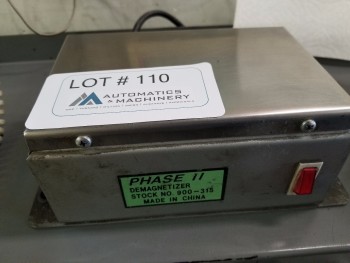 LOT # 110
AUTOMATICS
& MACHINERY
PHASE II
DEMAGNETIZER
STOCK NO. 900-315
MADE IN CHINA